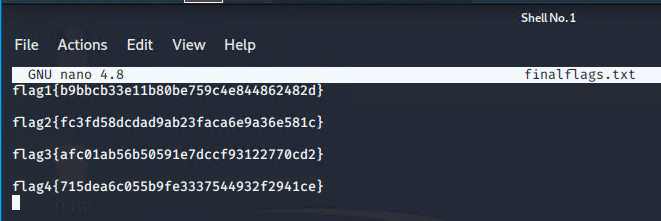 Shell No. 1
File Actions Edit View Help
GNU nano 4.8 finalflags.txt
flag1{b9bbcb33e11b80be759c4e844862482d}
flag2{fc3fd58dcdad9ab23faca6e9a36e581c}
flag3{afc01ab56b50591e7dccf93122770cd2}
flag4{715dea6c055b9fe3337544932f2941ce}